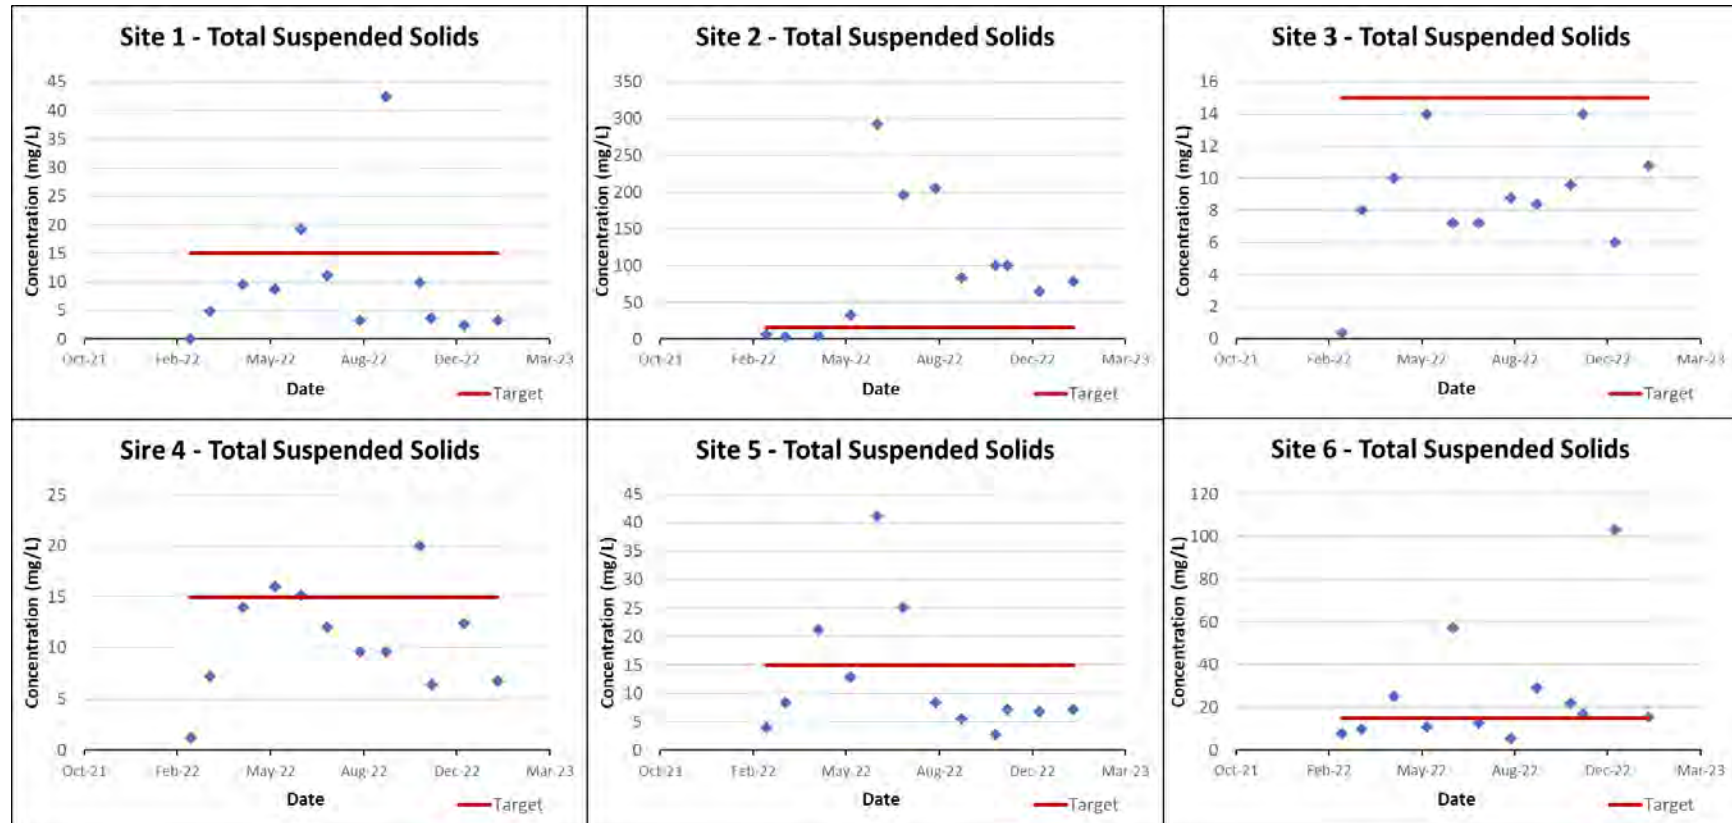 Site 1 - Total Suspended Solids
Concentration (mg/L)
45
40
35
30
25
20
15
10
5
0
Oct-21 Feb-22 May-22 Aug-22 Dec-22 Mar-23
Date
Target
Site 2 - Total Suspended Solids
Concentration (mg/L)
350
300
250
200
150
100
50
0
Oct-21 Feb-22 May-22 Aug-22 Dec-22 Mar-23
Date
Target
Site 3 - Total Suspended Solids
Concentration (mg/L)
16
14
12
10
8
6
4
2
0
Oct-21 Feb-22 May-22 Aug-22 Dec-22 Mar-23
Date
Target
Sire 4 - Total Suspended Solids
Concentration (mg/L)
25
20
15
10
5
0
Oct-21 Feb-22 May-22 Aug-22 Dec-22 Mar-23
Date
Target
Site 5 - Total Suspended Solids
Concentration (mg/L)
45
40
35
30
25
20
15
10
5
0
Oct-21 Feb-22 May-22 Aug-22 Dec-22 Mar-23
Date
Target
Site 6 - Total Suspended Solids
Concentration (mg/L)
120
100
80
60
40
20
0
Oct-21 Feb-22 May-22 Aug-22 Dec-22 Mar-23
Date
Target